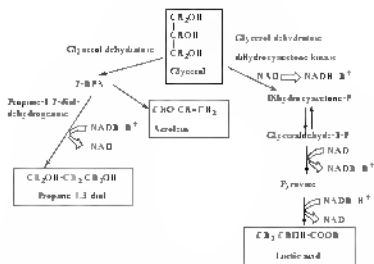 CH₂OH
CHOH
CH₂OH
Glycerol
Glycerol dehydratase
Glycerol dehydratase
dihydroxyacetone kinase
NAD NADH H⁺
3-HPA
Dihydroxyacetone-P
Propane-1 3-diol-
dehydrogenase
NADH H⁺
NAD
CHO CH=CH₂
Acrolein
Glyceraldehyde-3-P
NAD
NADH H⁺
CH₂OH-CH₂ CH₂OH
Propane 1.3 diol
Pyruvate
NADH H⁺
NAD
CH₃ CHOH-COOH
Lactic acid